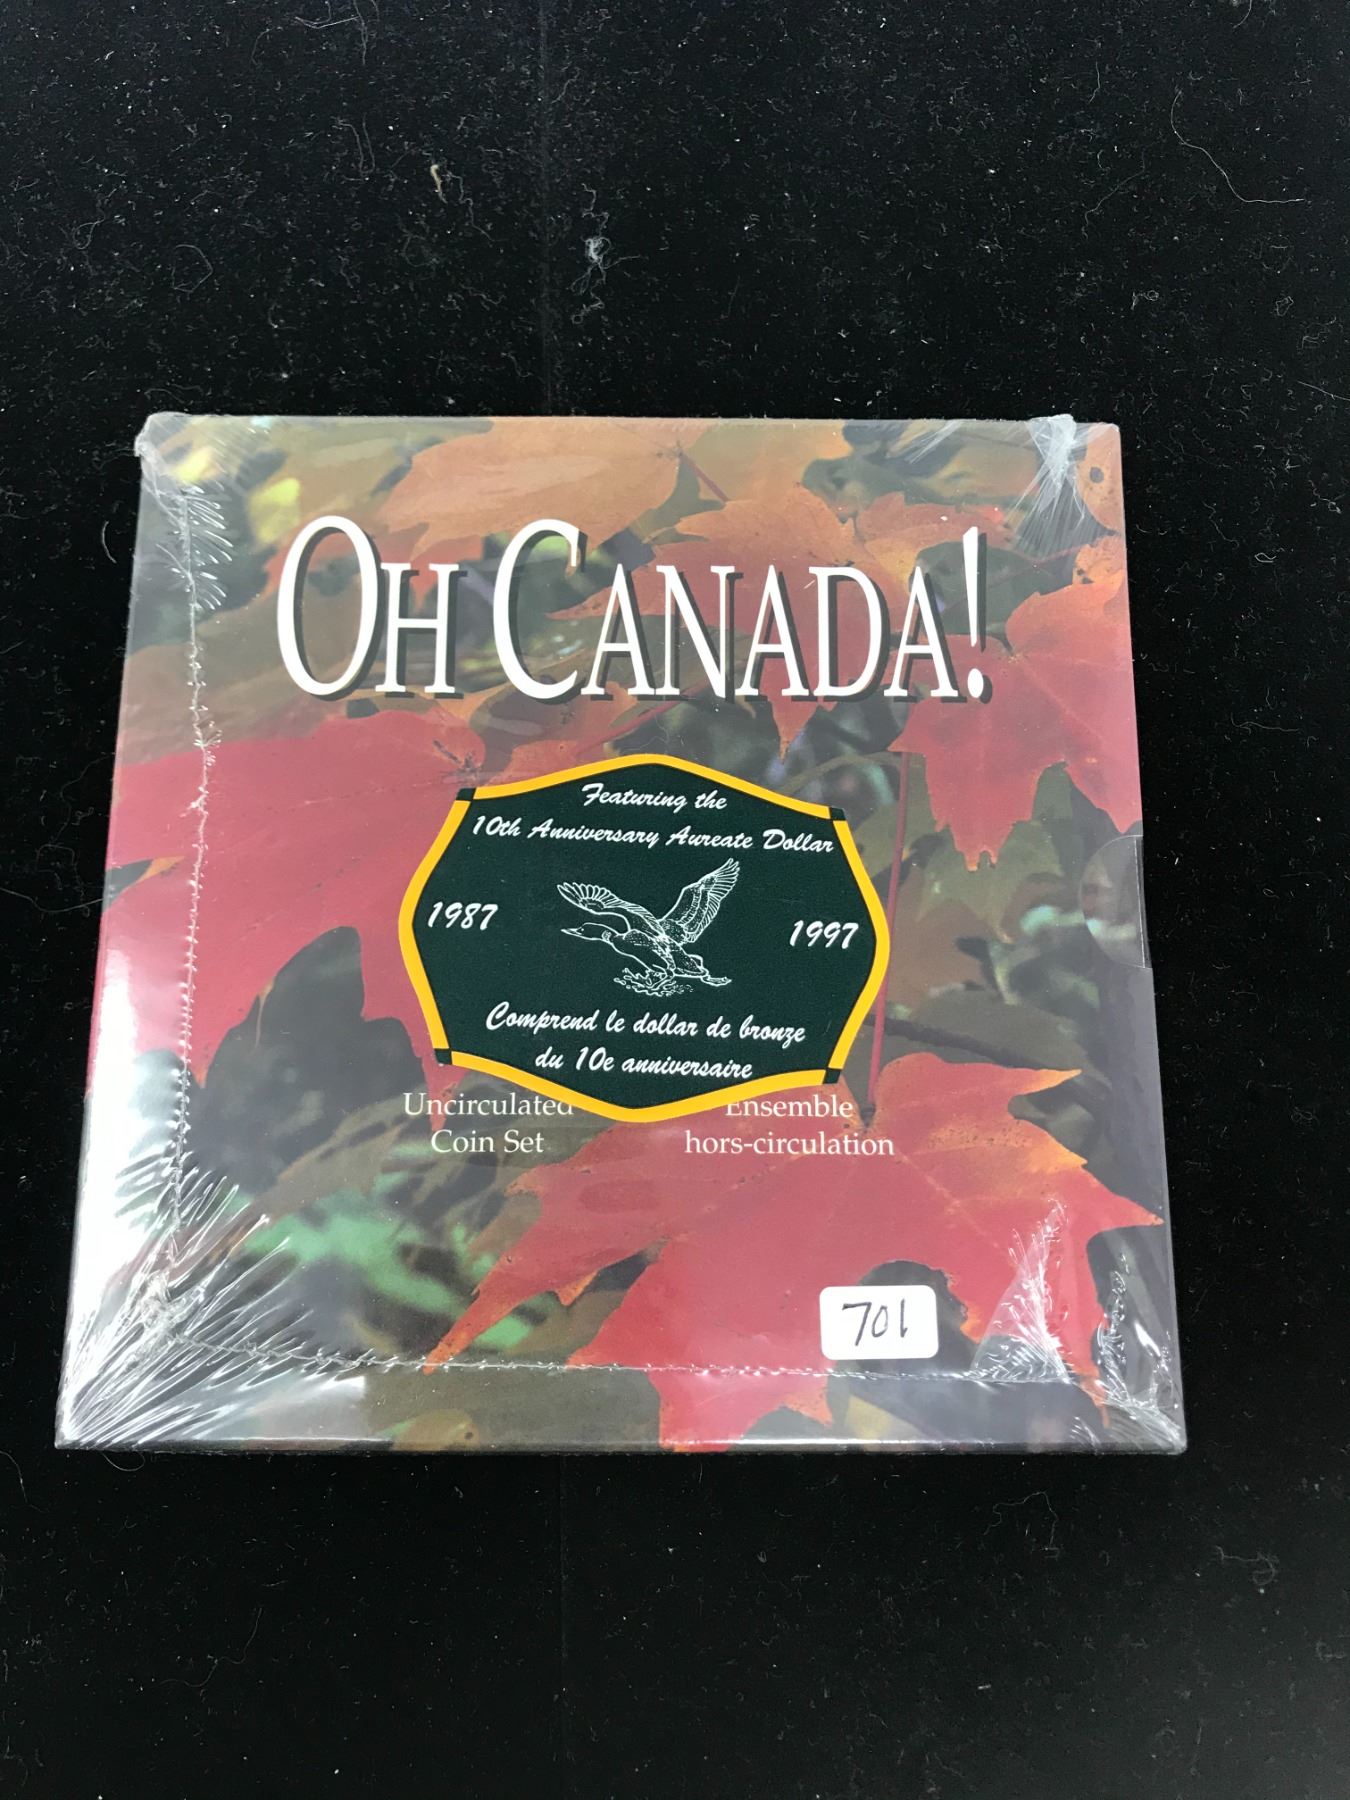 OH CANADA!
Featuring the
10th Anniversary Aureate Dollar
1987
1997
Comprend le dollar de bronze
du 10e anniversaire
Uncirculated
Coin Set
Ensemble
hors-circulation
701